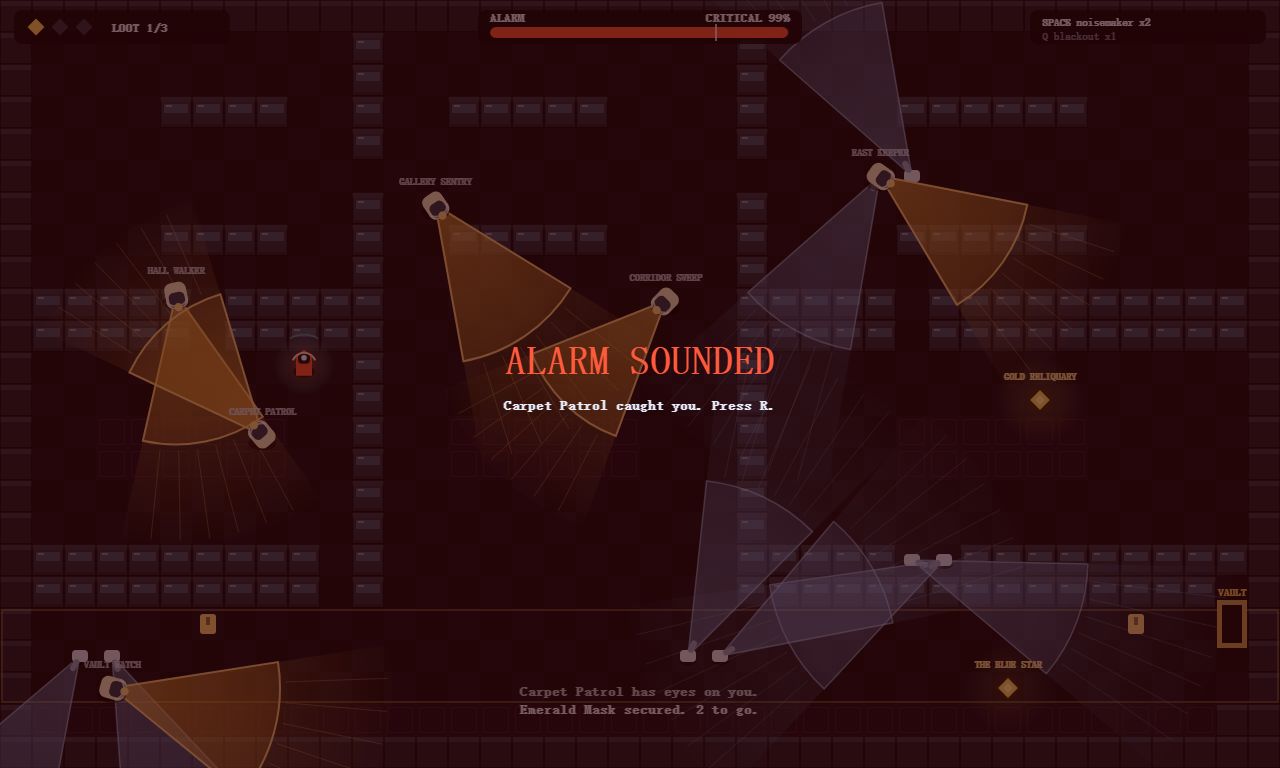 LOOT 1/3
ALARM CRITICAL 99%
SPACE noisemaker x2
Q blackout x1
EAST KEEPER
GALLERY SENTRY
HALL WALKER
CORRIDOR SWEEP
ALARM SOUNDED
Carpet Patrol caught you. Press R.
GOLD RELIQUARY
CARPET PATROL
VAULT
VAULT WATCH
THE BLUE STAR
Carpet Patrol has eyes on you.
Emerald Mask secured. 2 to go.